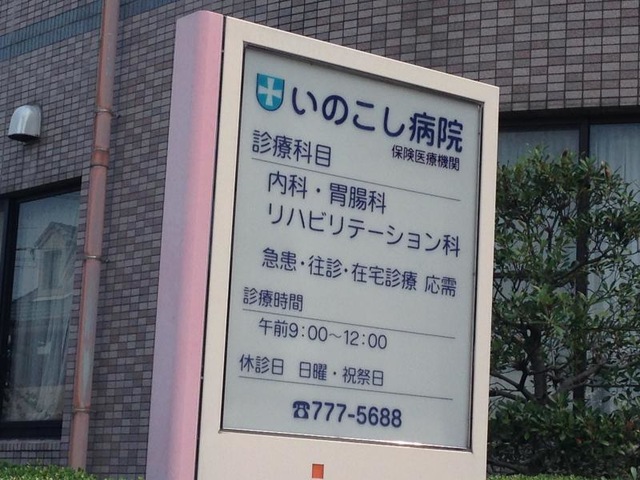 いのこし病院
保険医療機関
診療科目
内科・胃腸科
リハビリテーション科
急患・往診・在宅診療 応需
診療時間
午前9:00〜12:00
休診日 日曜・祝祭日
☎777-5688